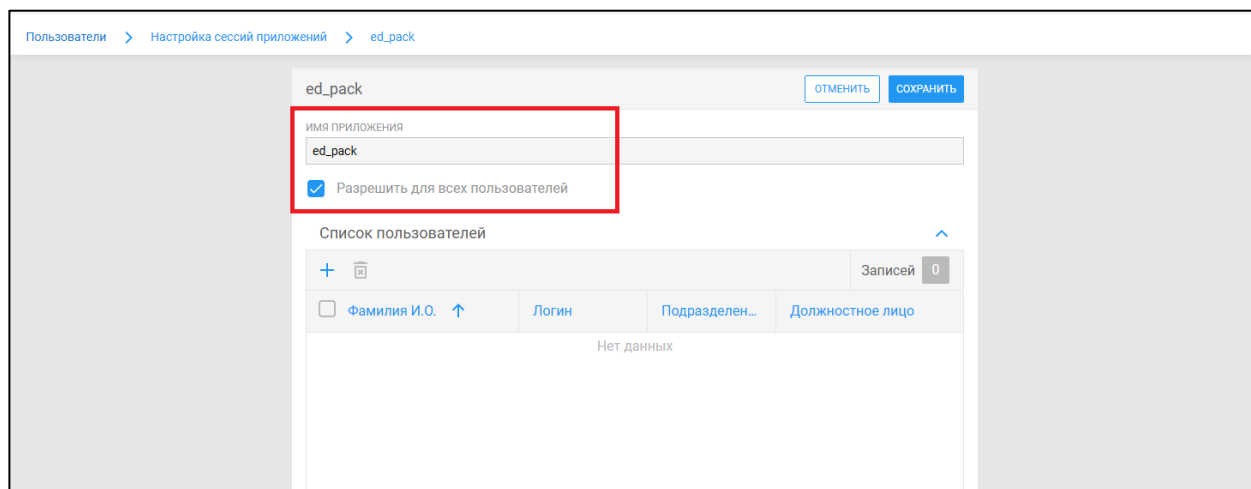 Пользователи > Настройка сессий приложений > ed_pack
ed_pack ОТМЕНИТЬ СОХРАНИТЬ
ИМЯ ПРИЛОЖЕНИЯ
ed_pack
Разрешить для всех пользователей
Список пользователей
Записей 0
Фамилия И.О. Логин Подразделен... Должностное лицо
Нет данных